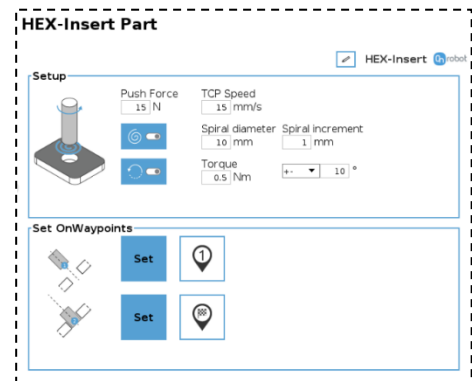 HEX-Insert Part
HEX-Insert OnRobot
Setup
Push Force TCP Speed
15 N 15 mm/s
Spiral diameter Spiral increment
10 mm 1 mm
Torque
0.5 Nm +- 10 °
Set OnWaypoints
Set 1
Set